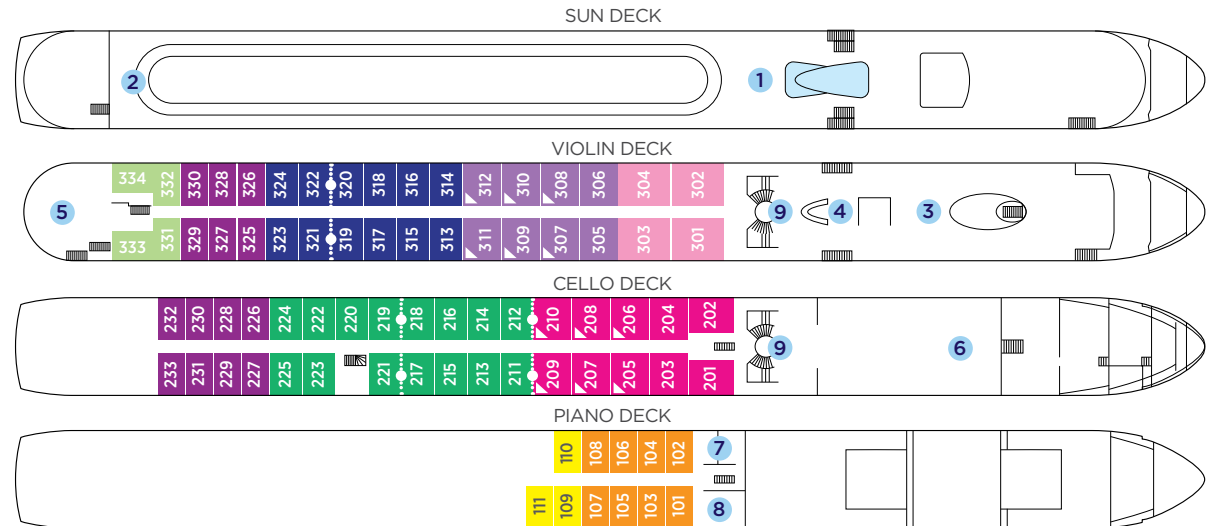 SUN DECK
2 1
VIOLIN DECK
334 332 330 328 326 324 322 320 318 316 314 312 310 308 306 304 302
5 9 4 3
333 331 329 327 325 323 321 319 317 315 313 311 309 307 305 303 301
CELLO DECK
232 230 228 226 224 222 220 219 218 216 214 212 210 208 206 204 202
9 6
233 231 229 227 225 223 221 217 215 213 211 209 207 205 203 201
PIANO DECK
110 108 106 104 102 7
111 109 107 105 103 101 8